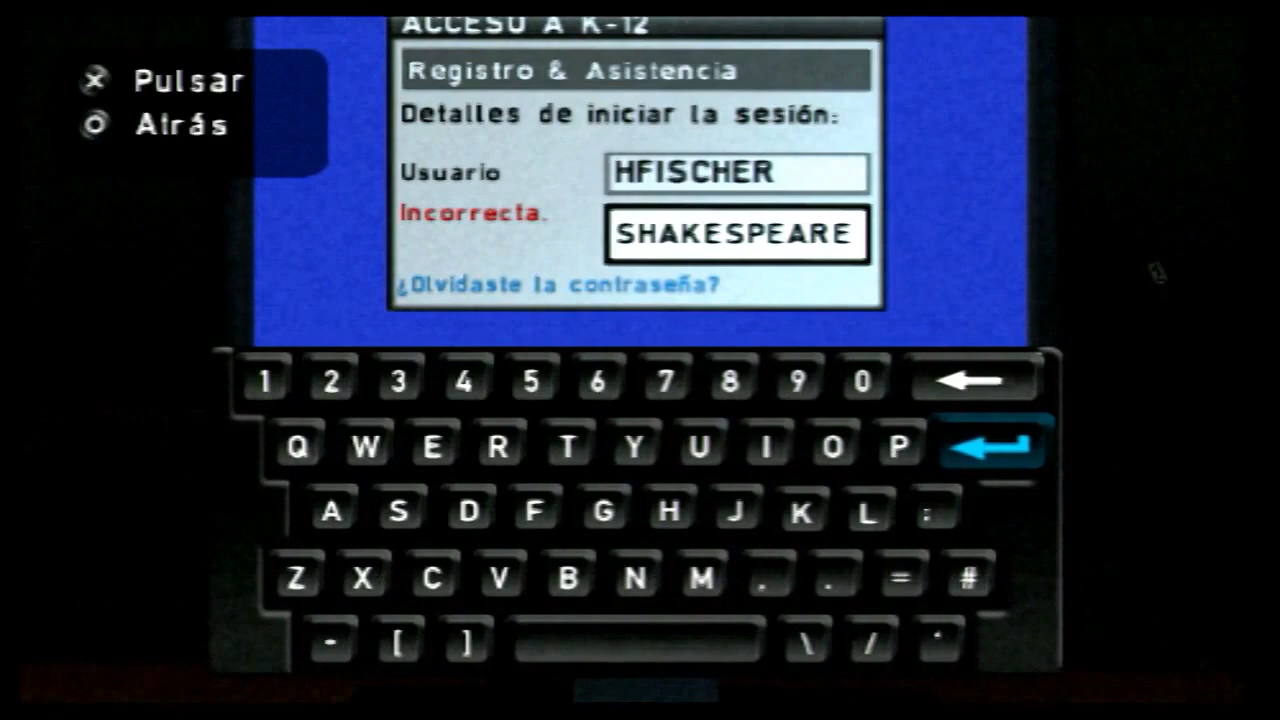 ACCESO A K-12
Pulsar
Atrás
Registro & Asistencia
Detalles de iniciar la sesión:
Usuario
HFISCHER
Incorrecta.
SHAKESPEARE
¿Olvidaste la contraseña?
1 2 3 4 5 6 7 8 9 0
Q W E R T Y U I O P
A S D F G H J K L :
Z X C V B N M , . = #
- [ ] \ / '